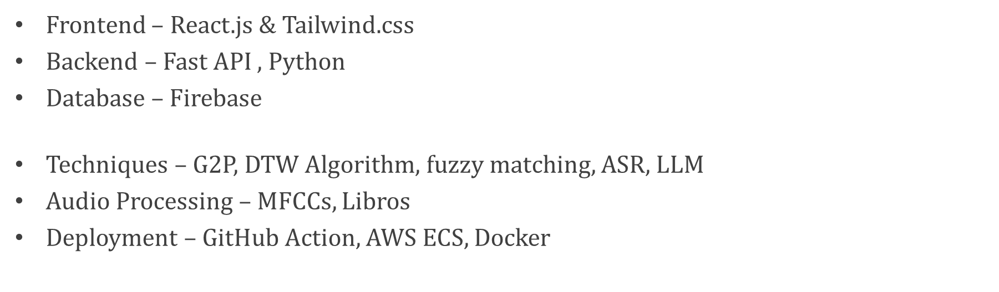 • Frontend – React.js & Tailwind.css
• Backend – Fast API , Python
• Database – Firebase
• Techniques – G2P, DTW Algorithm, fuzzy matching, ASR, LLM
• Audio Processing – MFCCs, Libros
• Deployment – GitHub Action, AWS ECS, Docker